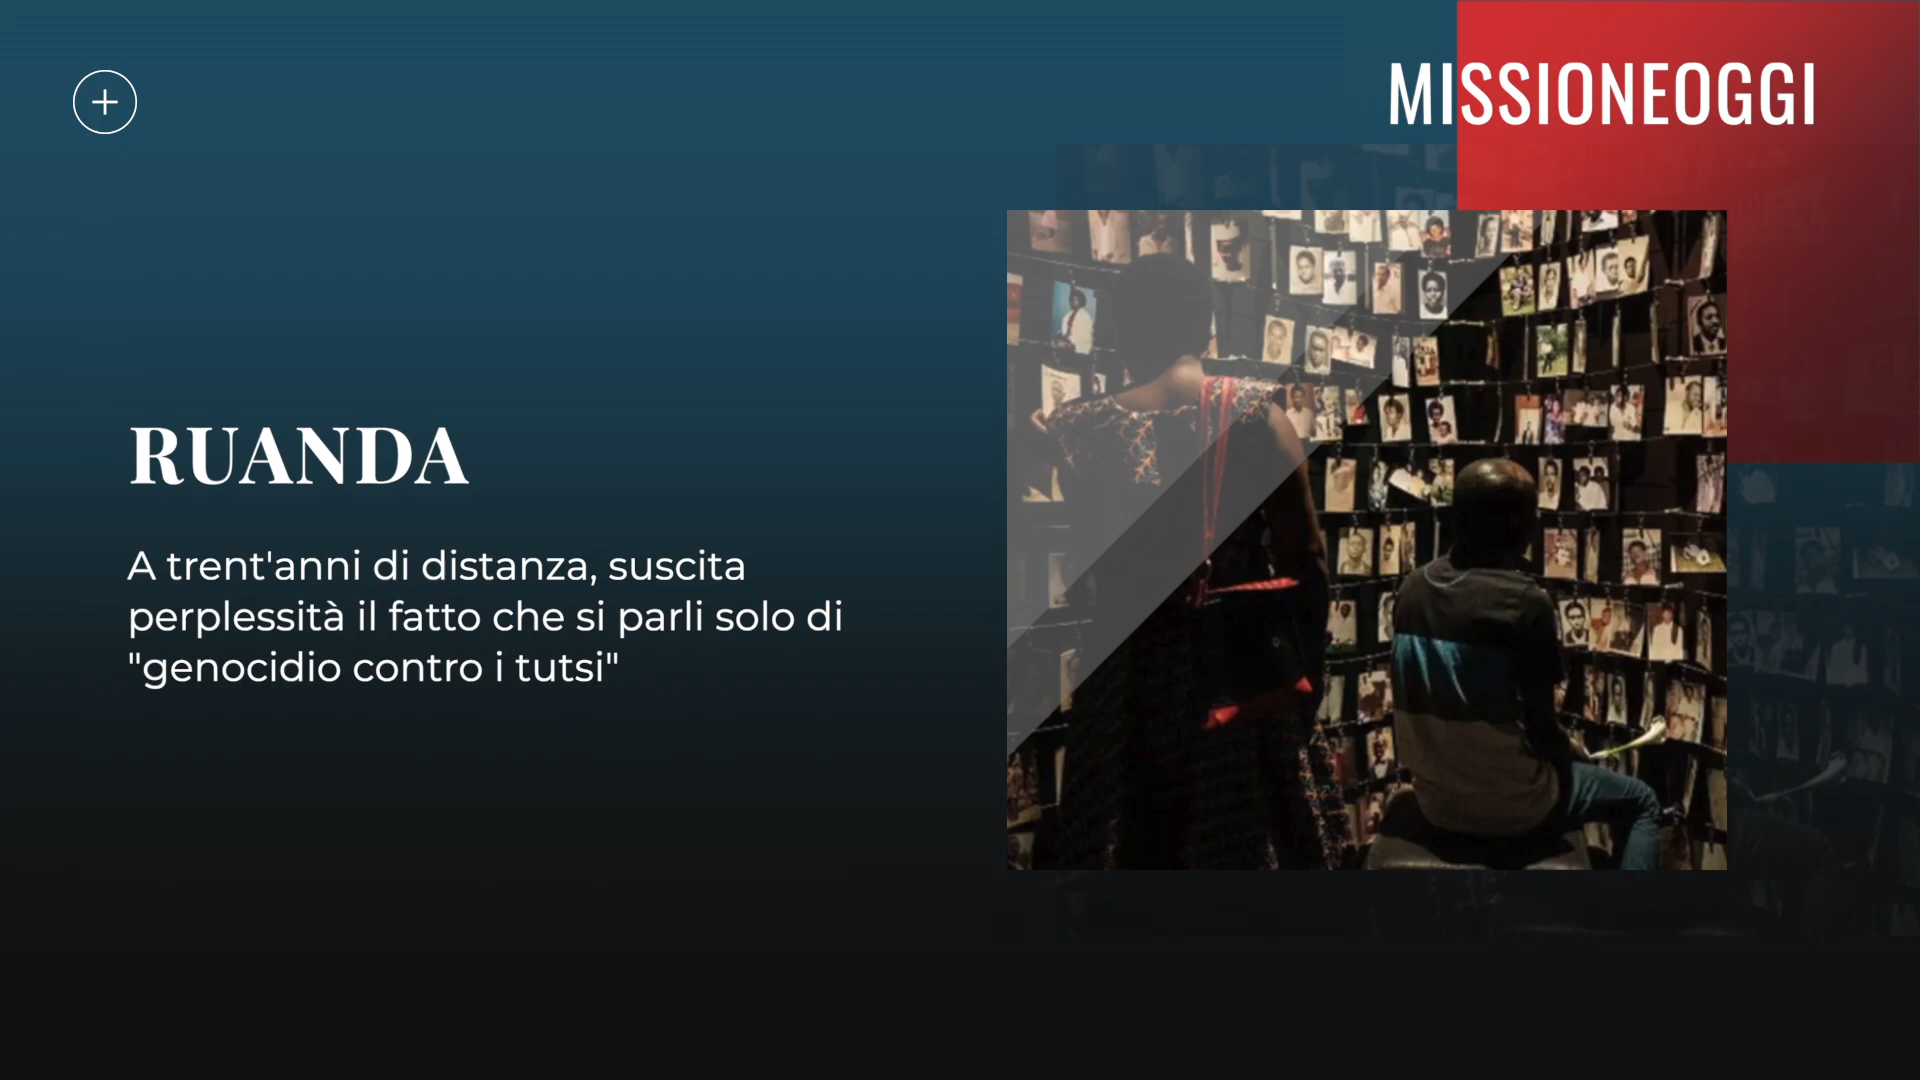 MISSIONEOGGI
RUANDA
A trent'anni di distanza, suscita
perplessità il fatto che si parli solo di
"genocidio contro i tutsi"